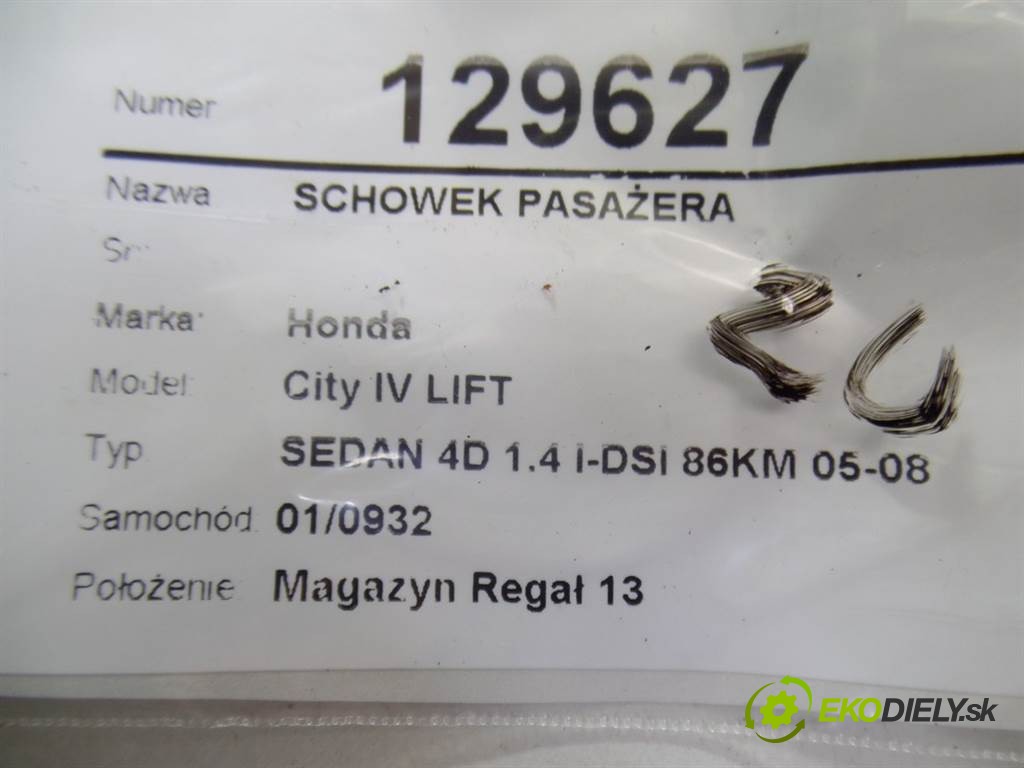 Numer 129627
Nazwa SCHOWEK PASAŻERA
Marka: Honda
Model: City IV LIFT
Typ SEDAN 4D 1.4 I-DSI 86KM 05-08
Samochód 01/0932
Położenie Magazyn Regał 13
EKODIELY.sk